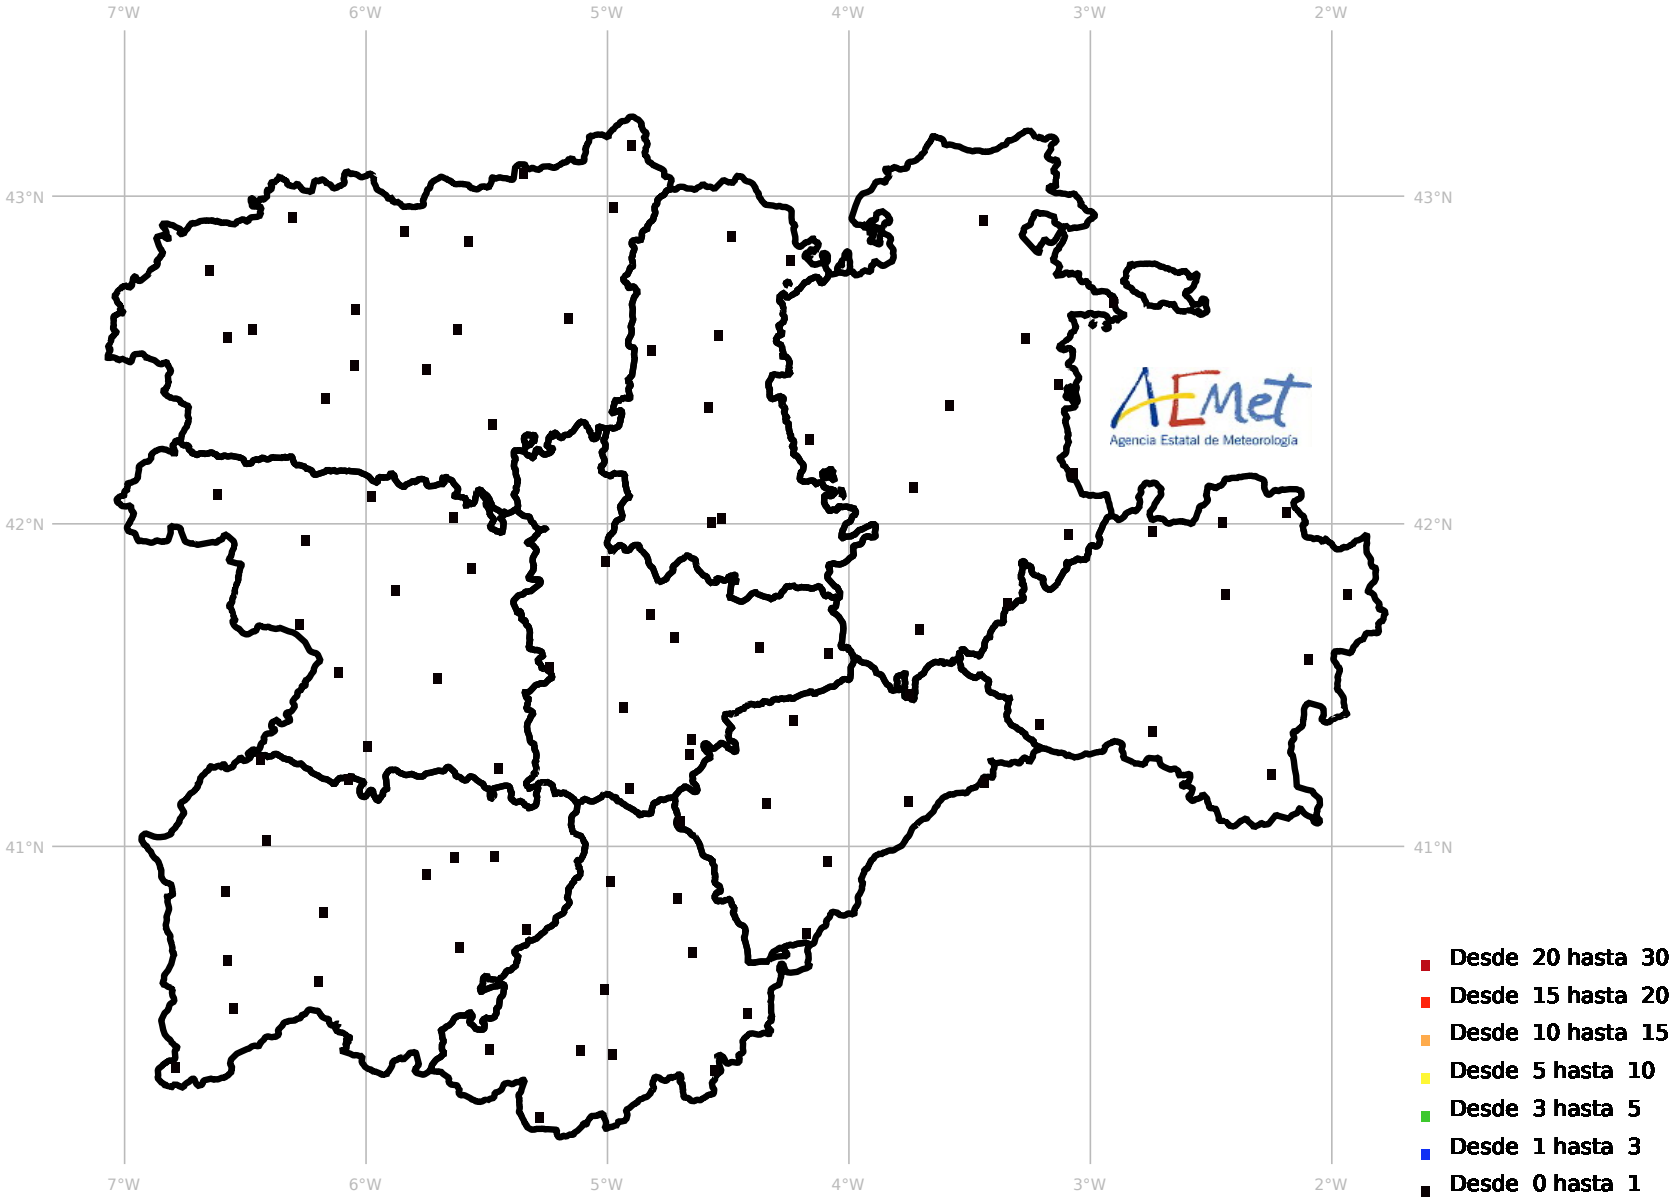 7°W 6°W 5°W 4°W 3°W 2°W
43°N 43°N
AEMet
Agencia Estatal de Meteorología
42°N 42°N
41°N 41°N
Desde 20 hasta 30
Desde 15 hasta 20
Desde 10 hasta 15
Desde 5 hasta 10
Desde 3 hasta 5
Desde 1 hasta 3
Desde 0 hasta 1
7°W 6°W 5°W 4°W 3°W 2°W